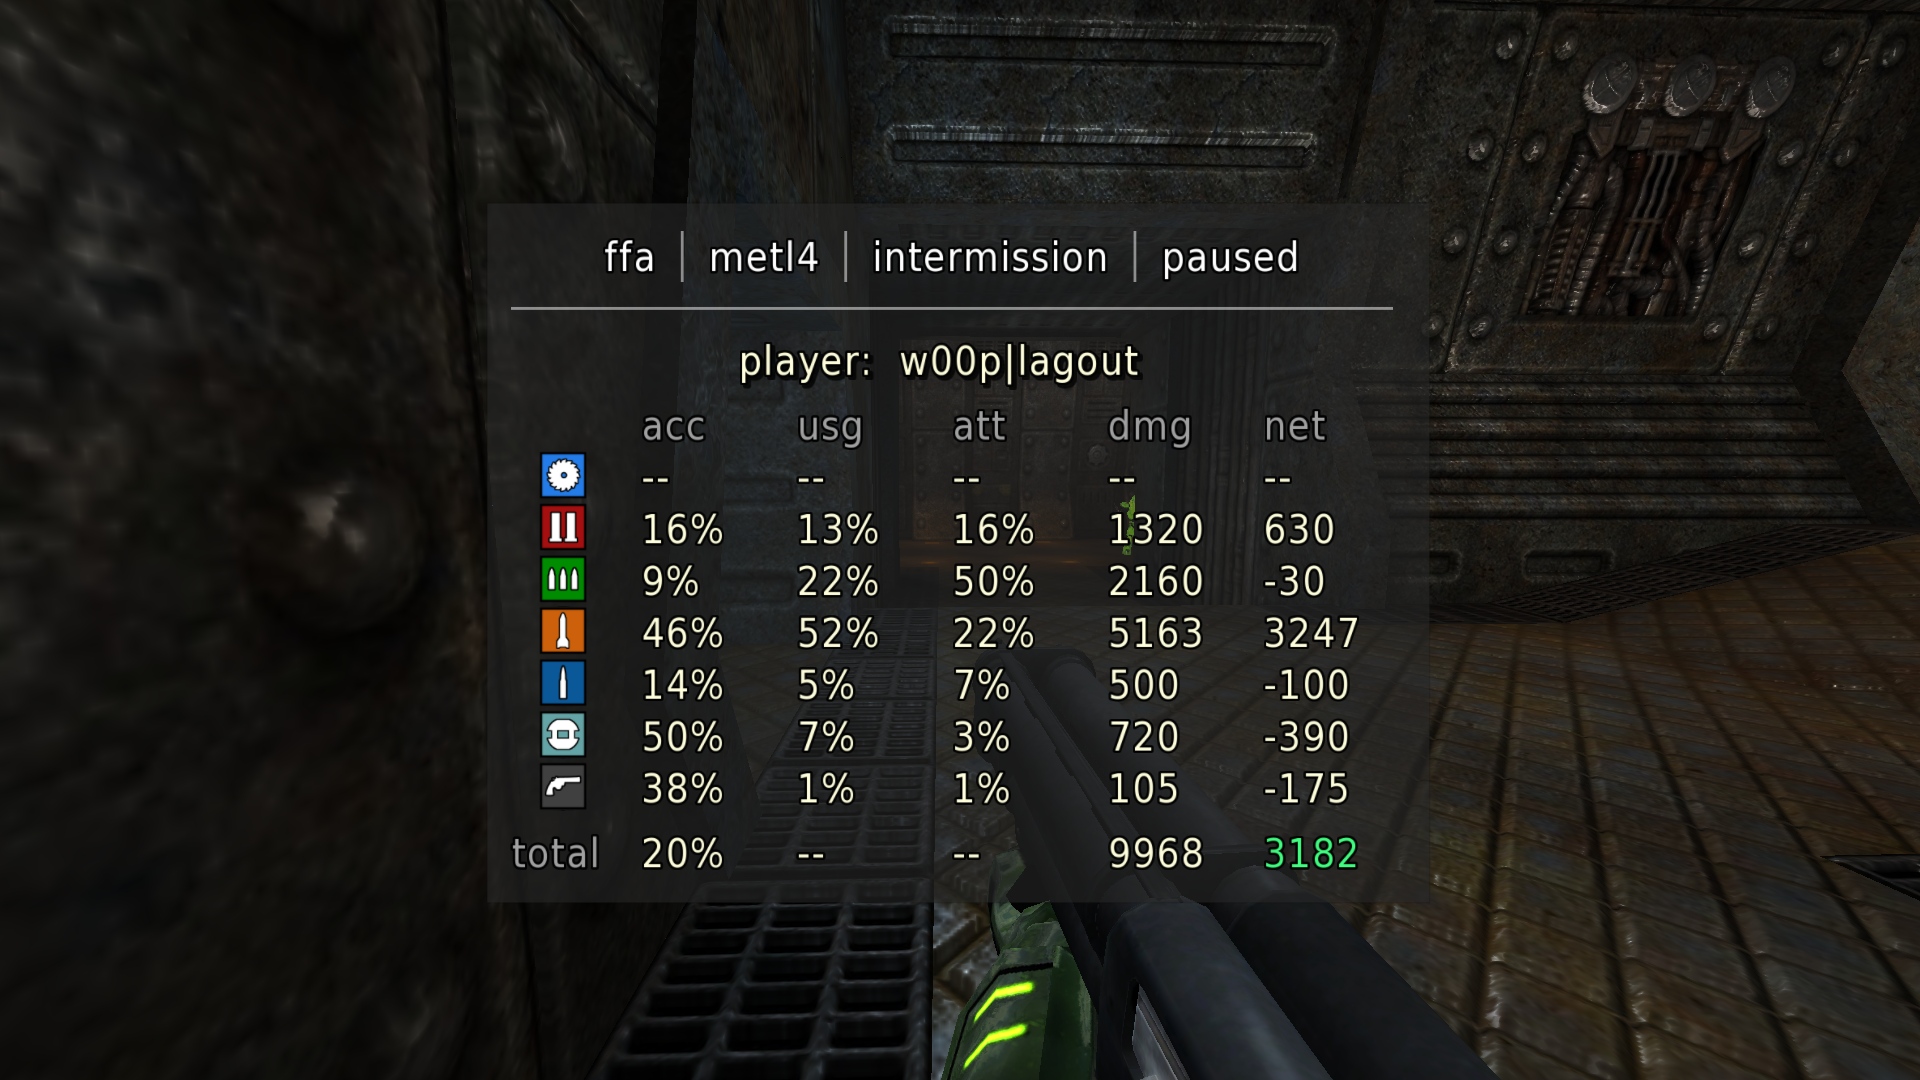 ffa | metl4 | intermission | paused
player: w00p|lagout
acc usg att dmg net
-- -- -- -- --
16% 13% 16% 1320 630
9% 22% 50% 2160 -30
46% 52% 22% 5163 3247
14% 5% 7% 500 -100
50% 7% 3% 720 -390
38% 1% 1% 105 -175
total 20% -- -- 9968 3182